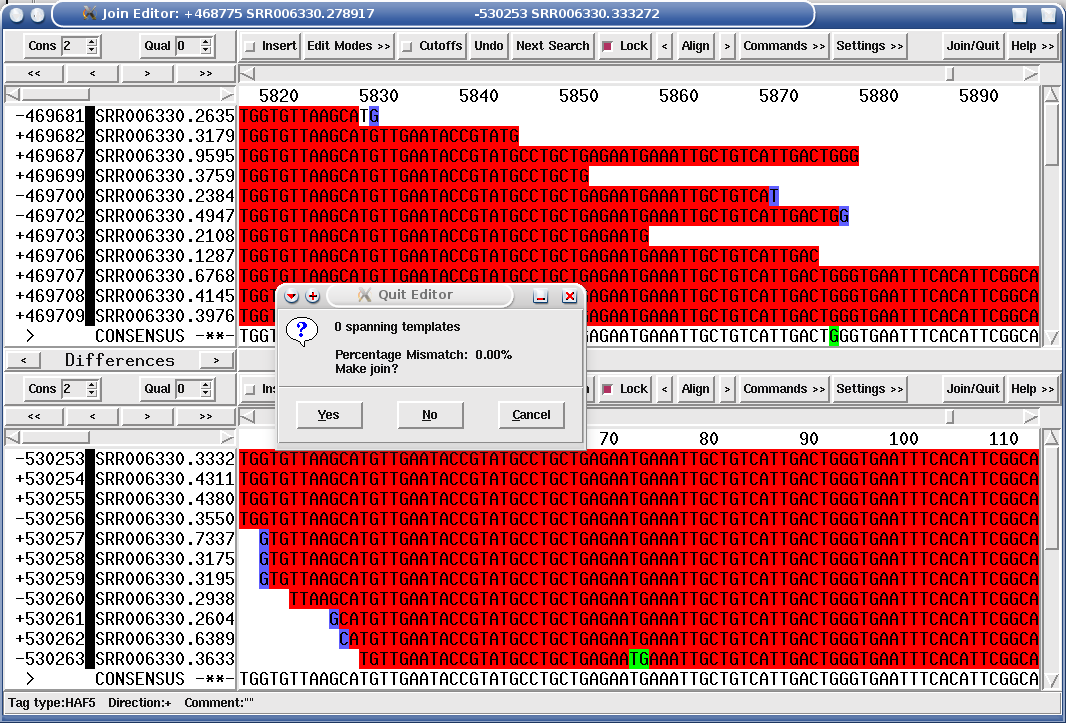 Join Editor: +468775 SRR006330.278917 -530253 SRR006330.333272
Cons 2 Qual 0 Insert Edit Modes >> Cutoffs Undo Next Search Lock < Align > Commands >> Settings >> Join/Quit Help >>
<< < > >>
5820 5830 5840 5850 5860 5870 5880 5890
-469681 SRR006330.2635 TGGTGTTAAGCATG
+469682 SRR006330.3179 TGGTGTTAAGCATGTTGAATACCGTATG
+469687 SRR006330.9595 TGGTGTTAAGCATGTTGAATACCGTATGCCTGCTGAGAATGAAATTGCTGTCATTGACTGGG
+469699 SRR006330.3759 TGGTGTTAAGCATGTTGAATACCGTATGCCTGCTG
-469700 SRR006330.2384 TGGTGTTAAGCATGTTGAATACCGTATGCCTGCTGAGAATGAAATTGCTGTCAT
-469702 SRR006330.4947 TGGTGTTAAGCATGTTGAATACCGTATGCCTGCTGAGAATGAAATTGCTGTCATTGACTGG
+469703 SRR006330.2108 TGGTGTTAAGCATGTTGAATACCGTATGCCTGCTGAGAATG
+469706 SRR006330.1287 TGGTGTTAAGCATGTTGAATACCGTATGCCTGCTGAGAATGAAATTGCTGTCATTGAC
+469707 SRR006330.6768 TGGTGTTAAGCATGTTGAATACCGTATGCCTGCTGAGAATGAAATTGCTGTCATTGACTGGGTGAATTTCACATTCGGCA
+469708 SRR006330.4145 TGGT AGAATGAAATTGCTGTCATTGACTGGGTGAATTTCACATTCGGCA
+469709 SRR006330.3976 TGGT AGAATGAAATTGCTGTCATTGACTGGGTGAATTTCACATTCGGCA
> CONSENSUS -**- TGGT AGAATGAAATTGCTGTCATTGACTGGGTGAATTTCACATTCGGCA
Quit Editor
0 spanning templates
Percentage Mismatch: 0.00%
Make join?
Yes No Cancel
< Differences >
Cons 2 Qual 0 Ins Lock < Align > Commands >> Settings >> Join/Quit Help >>
<< < > >>
70 80 90 100 110
-530253 SRR006330.3332 TGGTGTTAAGCATGTTGAATACCGTATGCCTGCTGAGAATGAAATTGCTGTCATTGACTGGGTGAATTTCACATTCGGCA
+530254 SRR006330.4311 TGGTGTTAAGCATGTTGAATACCGTATGCCTGCTGAGAATGAAATTGCTGTCATTGACTGGGTGAATTTCACATTCGGCA
+530255 SRR006330.4380 TGGTGTTAAGCATGTTGAATACCGTATGCCTGCTGAGAATGAAATTGCTGTCATTGACTGGGTGAATTTCACATTCGGCA
-530256 SRR006330.3550 TGGTGTTAAGCATGTTGAATACCGTATGCCTGCTGAGAATGAAATTGCTGTCATTGACTGGGTGAATTTCACATTCGGCA
+530257 SRR006330.7337 GTGTTAAGCATGTTGAATACCGTATGCCTGCTGAGAATGAAATTGCTGTCATTGACTGGGTGAATTTCACATTCGGCA
+530258 SRR006330.3175 GTGTTAAGCATGTTGAATACCGTATGCCTGCTGAGAATGAAATTGCTGTCATTGACTGGGTGAATTTCACATTCGGCA
+530259 SRR006330.3195 GTGTTAAGCATGTTGAATACCGTATGCCTGCTGAGAATGAAATTGCTGTCATTGACTGGGTGAATTTCACATTCGGCA
-530260 SRR006330.2938 TTAAGCATGTTGAATACCGTATGCCTGCTGAGAATGAAATTGCTGTCATTGACTGGGTGAATTTCACATTCGGCA
+530261 SRR006330.2604 GCATGTTGAATACCGTATGCCTGCTGAGAATGAAATTGCTGTCATTGACTGGGTGAATTTCACATTCGGCA
+530262 SRR006330.6389 CATGTTGAATACCGTATGCCTGCTGAGAATGAAATTGCTGTCATTGACTGGGTGAATTTCACATTCGGCA
-530263 SRR006330.3633 TGTTGAATACCGTATGCCTGCTGAGAATGAAATTGCTGTCATTGACTGGGTGAATTTCACATTCGGCA
> CONSENSUS -**- TGGTGTTAAGCATGTTGAATACCGTATGCCTGCTGAGAATGAAATTGCTGTCATTGACTGGGTGAATTTCACATTCGGCA
Tag type:HAF5 Direction:+ Comment:""